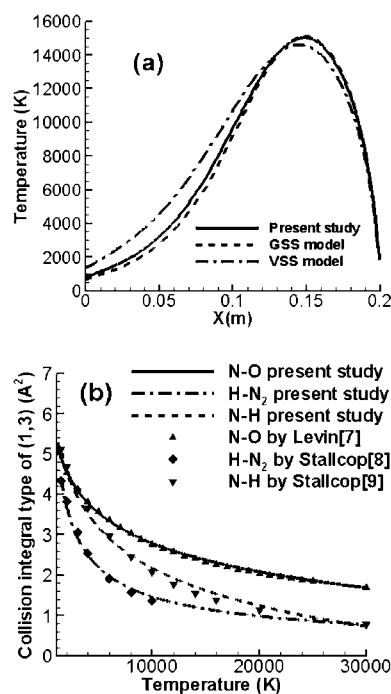 16000
14000
12000
10000
8000
6000
4000
2000
0
Temperature (K)
(a)
Present study
GSS model
VSS model
0
0.05
0.1
0.15
0.2
X(m)
7
6
5
4
3
2
1
0
Collision integral type of (1,3) (A²)
(b)
N-O present study
H-N₂ present study
N-H present study
N-O by Levin[7]
H-N₂ by Stallcop[8]
N-H by Stallcop[9]
10000
20000
30000
Temperature (K)